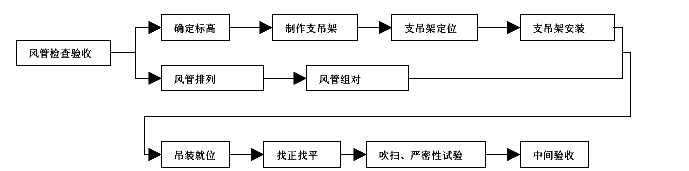 确定标高
制作支吊架
支吊架定位
支吊架安装
风管检查验收
风管排列
风管组对
吊装就位
找正找平
吹扫、严密性试验
中间验收